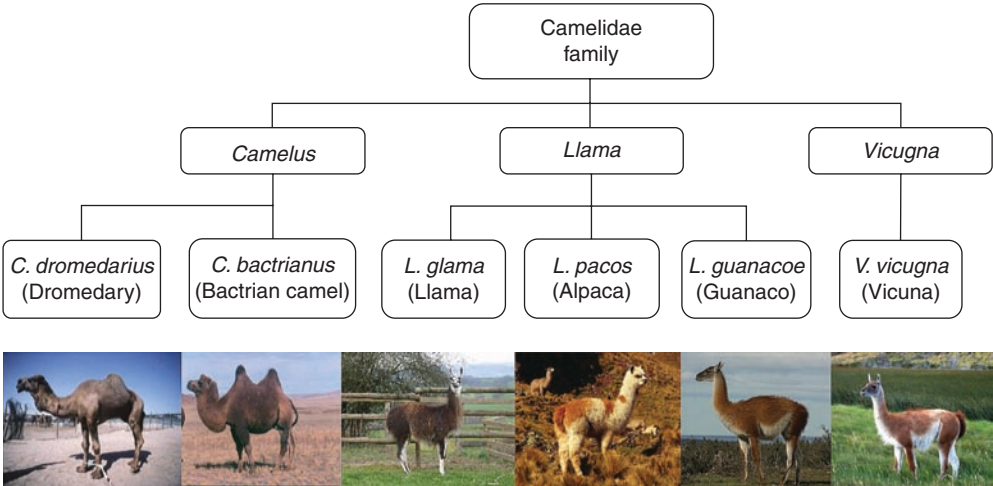 Camelidae
family
Camelus
Llama
Vicugna
C. dromedarius
(Dromedary)
C. bactrianus
(Bactrian camel)
L. glama
(Llama)
L. pacos
(Alpaca)
L. guanacoe
(Guanaco)
V. vicugna
(Vicuna)